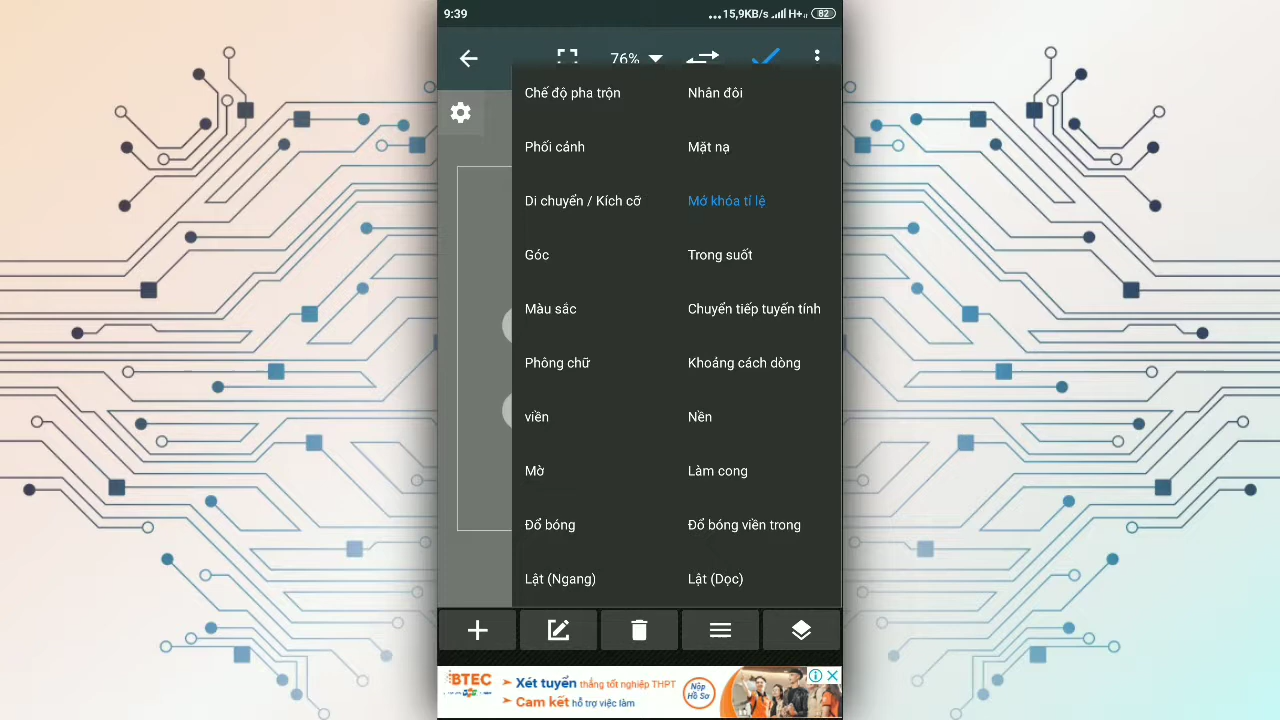 9:39
...15,9KB/s H+ 82
76%
Chế độ pha trộn
Nhân đôi
Phối cảnh
Mặt nạ
Di chuyển / Kích cỡ
Mở khóa tỉ lệ
Góc
Trong suốt
Màu sắc
Chuyển tiếp tuyến tính
Phông chữ
Khoảng cách dòng
viền
Nền
Mờ
Làm cong
Đổ bóng
Đổ bóng viền trong
Lật (Ngang)
Lật (Dọc)
BTEC
FPT
Xét tuyển thẳng tốt nghiệp THPT
Cam kết hỗ trợ việc làm
Nộp
Hồ Sơ